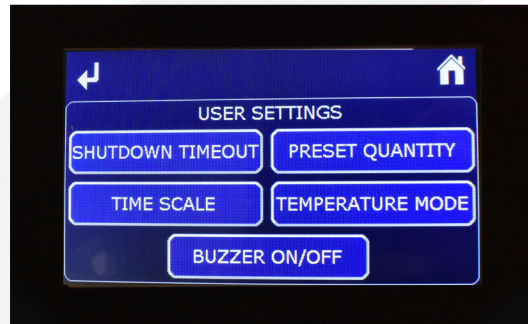 USER SETTINGS
SHUTDOWN TIMEOUT
PRESET QUANTITY
TIME SCALE
TEMPERATURE MODE
BUZZER ON/OFF